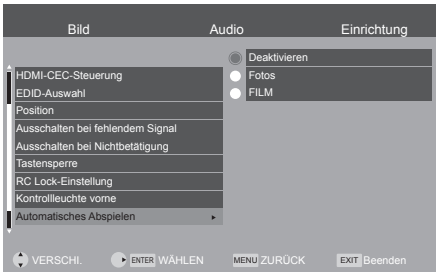 Bild Audio Einrichtung
HDMI-CEC-Steuerung
EDID-Auswahl
Position
Ausschalten bei fehlendem Signal
Ausschalten bei Nichtbetätigung
Tastensperre
RC Lock-Einstellung
Kontrollleuchte vorne
Automatisches Abspielen
Deaktivieren
Fotos
FILM
VERSCHI. ENTER WÄHLEN MENU ZURÜCK EXIT Beenden